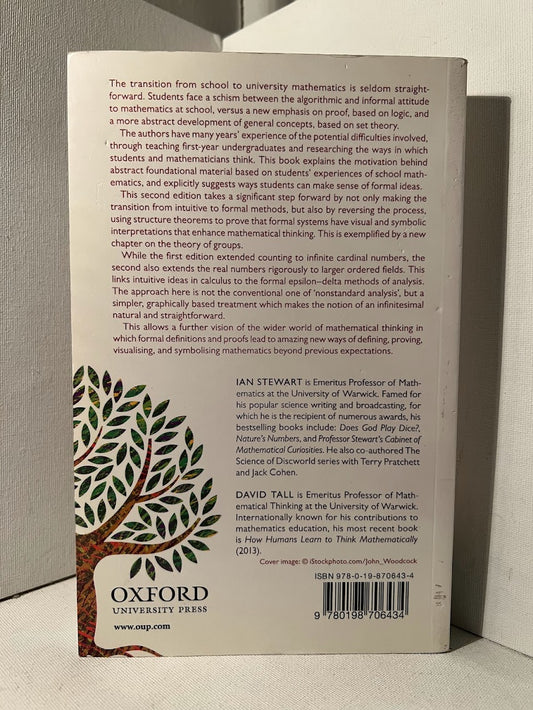 The transition from school to university mathematics is seldom straight-
forward. Students face a schism between the algorithmic and informal attitude
to mathematics at school, versus a new emphasis on proof, based on logic, and
a more abstract development of general concepts, based on set theory.
The authors have many years' experience of the potential difficulties involved,
through teaching first-year undergraduates and researching the ways in which
students and mathematicians think. This book explains the motivation behind
abstract foundational material based on students' experiences of school math-
ematics, and explicitly suggests ways students can make sense of formal ideas.
This second edition takes a significant step forward by not only making the
transition from intuitive to formal methods, but also by reversing the process,
using structure theorems to prove that formal systems have visual and symbolic
interpretations that enhance mathematical thinking. This is exemplified by a new
chapter on the theory of groups.
While the first edition extended counting to infinite cardinal numbers, the
second also extends the real numbers rigorously to larger ordered fields. This
links intuitive ideas in calculus to the formal epsilon–delta methods of analysis.
The approach here is not the conventional one of 'nonstandard analysis', but a
simpler, graphically based treatment which makes the notion of an infinitesimal
natural and straightforward.
This allows a further vision of the wider world of mathematical thinking in
which formal definitions and proofs lead to amazing new ways of defining, proving,
visualising, and symbolising mathematics beyond previous expectations.
IAN STEWART is Emeritus Professor of Math-
ematics at the University of Warwick. Famed for
his popular science writing and broadcasting, for
which he is the recipient of numerous awards, his
bestselling books include: Does God Play Dice?,
Nature's Numbers, and Professor Stewart's Cabinet of
Mathematical Curiosities. He also co-authored The
Science of Discworld series with Terry Pratchett
and Jack Cohen.
DAVID TALL is Emeritus Professor of Math-
ematical Thinking at the University of Warwick.
Internationally known for his contributions to
mathematics education, his most recent book
is How Humans Learn to Think Mathematically
(2013).
Cover image: © iStockphoto.com/John_Woodcock
OXFORD
UNIVERSITY PRESS
www.oup.com
ISBN 978-0-19-870643-4
9 780198 706434